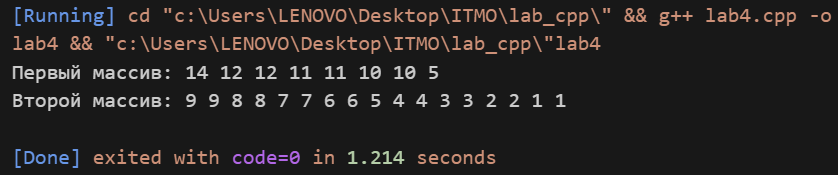 [Running] cd "c:\Users\LENOVO\Desktop\ITMO\lab_cpp\" && g++ lab4.cpp -o
lab4 && "c:\Users\LENOVO\Desktop\ITMO\lab_cpp\"lab4
Первый массив: 14 12 12 11 11 10 10 5
Второй массив: 9 9 8 8 7 7 6 6 5 4 4 3 3 2 2 1 1
[Done] exited with code=0 in 1.214 seconds